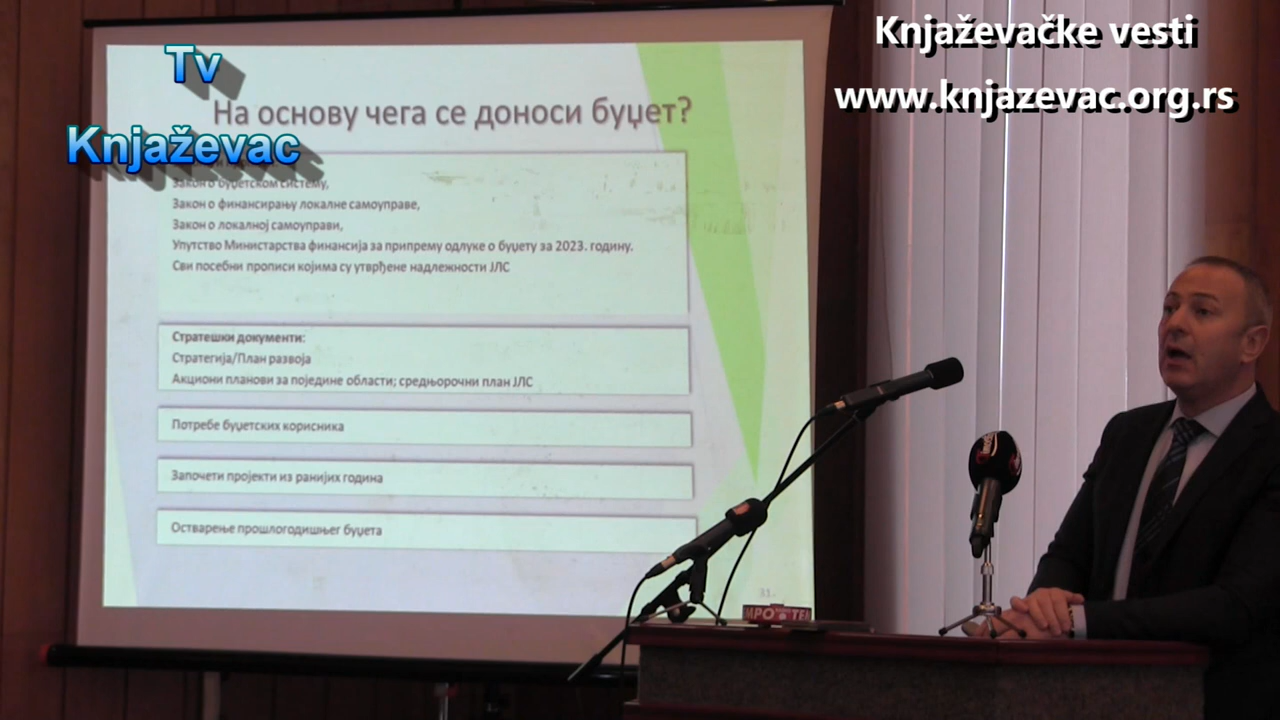 Knjaževačke vesti
www.knjazevac.org.rs
Tv
Knjaževac
На основу чега се доноси буџет?
Закон о буџетском систему,
Закон о финансирању локалне самоуправе,
Закон о локалној самоуправи,
Упутство Министарства финансија за припрему одлуке о буџету за 2023. годину.
Сви посебни прописи којима су утврђене надлежности ЈЛС
Стратешки документи:
Стратегија/План развоја
Акциони планови за поједине области; средњорочни план ЈЛС
Потребе буџетских корисника
Започети пројекти из ранијих година
Остварење прошлогодишњег буџета
31